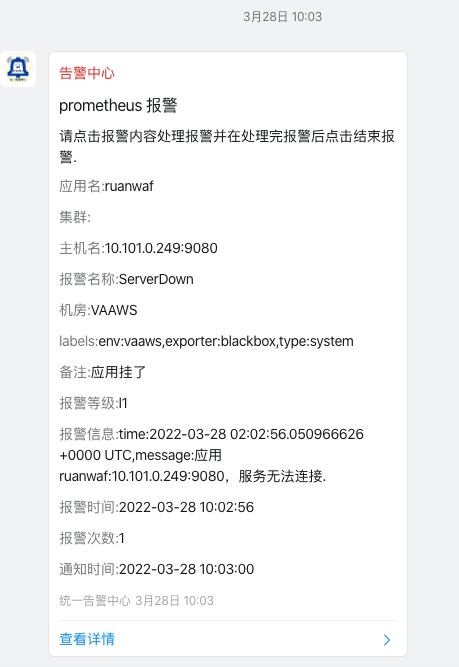 3月28日 10:03
告警中心
prometheus 报警
请点击报警内容处理报警并在处理完报警后点击结束报
警.
应用名:ruanwaf
集群:
主机名:10.101.0.249:9080
报警名称:ServerDown
机房:VAAWS
labels:env:vaaws,exporter:blackbox,type:system
备注:应用挂了
报警等级:l1
报警信息:time:2022-03-28 02:02:56.050966626
+0000 UTC,message:应用
ruanwaf:10.101.0.249:9080，服务无法连接.
报警时间:2022-03-28 10:02:56
报警次数:1
通知时间:2022-03-28 10:03:00
统一告警中心 3月28日 10:03
查看详情